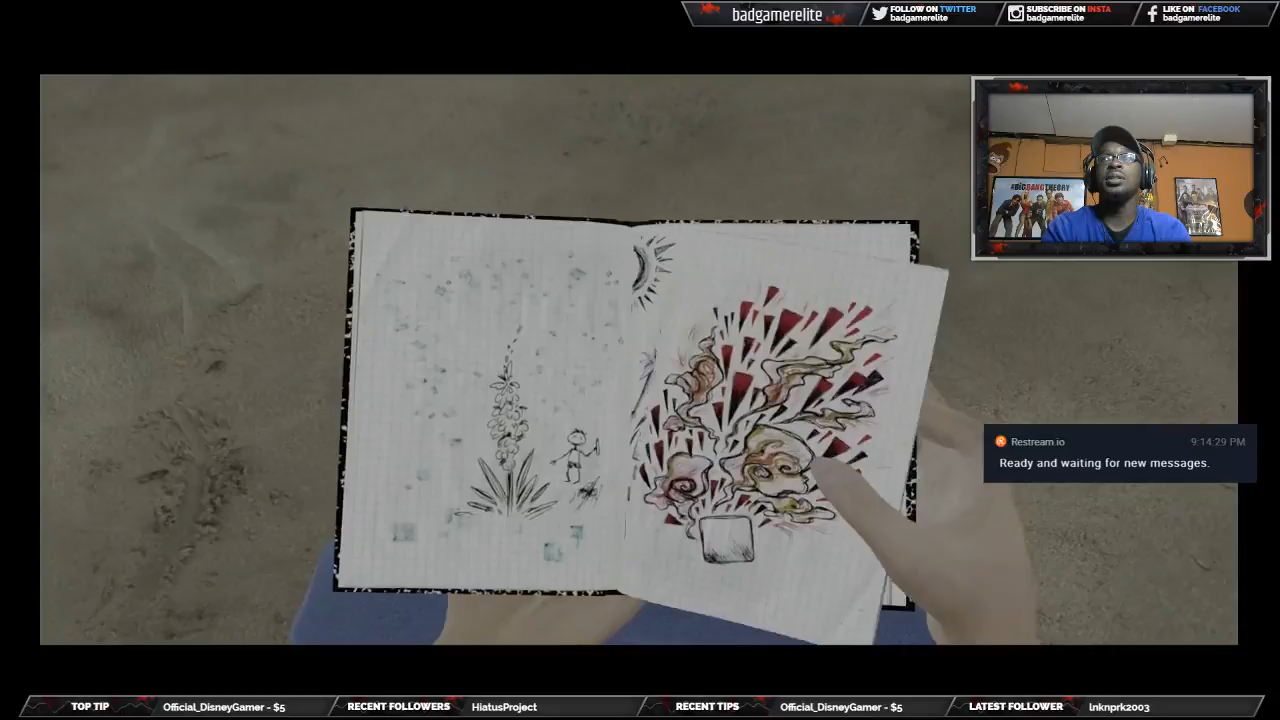 badgamerelite
FOLLOW ON TWITTER
badgamerelite
SUBSCRIBE ON INSTA
badgamerelite
LIKE ON FACEBOOK
badgamerelite
#BIGBANGTHEORY
Restream.io 9:14:29 PM
Ready and waiting for new messages.
TOP TIP Official_DisneyGamer - $5 RECENT FOLLOWERS HiatusProject RECENT TIPS Official_DisneyGamer - $5 LATEST FOLLOWER lnknprk2003